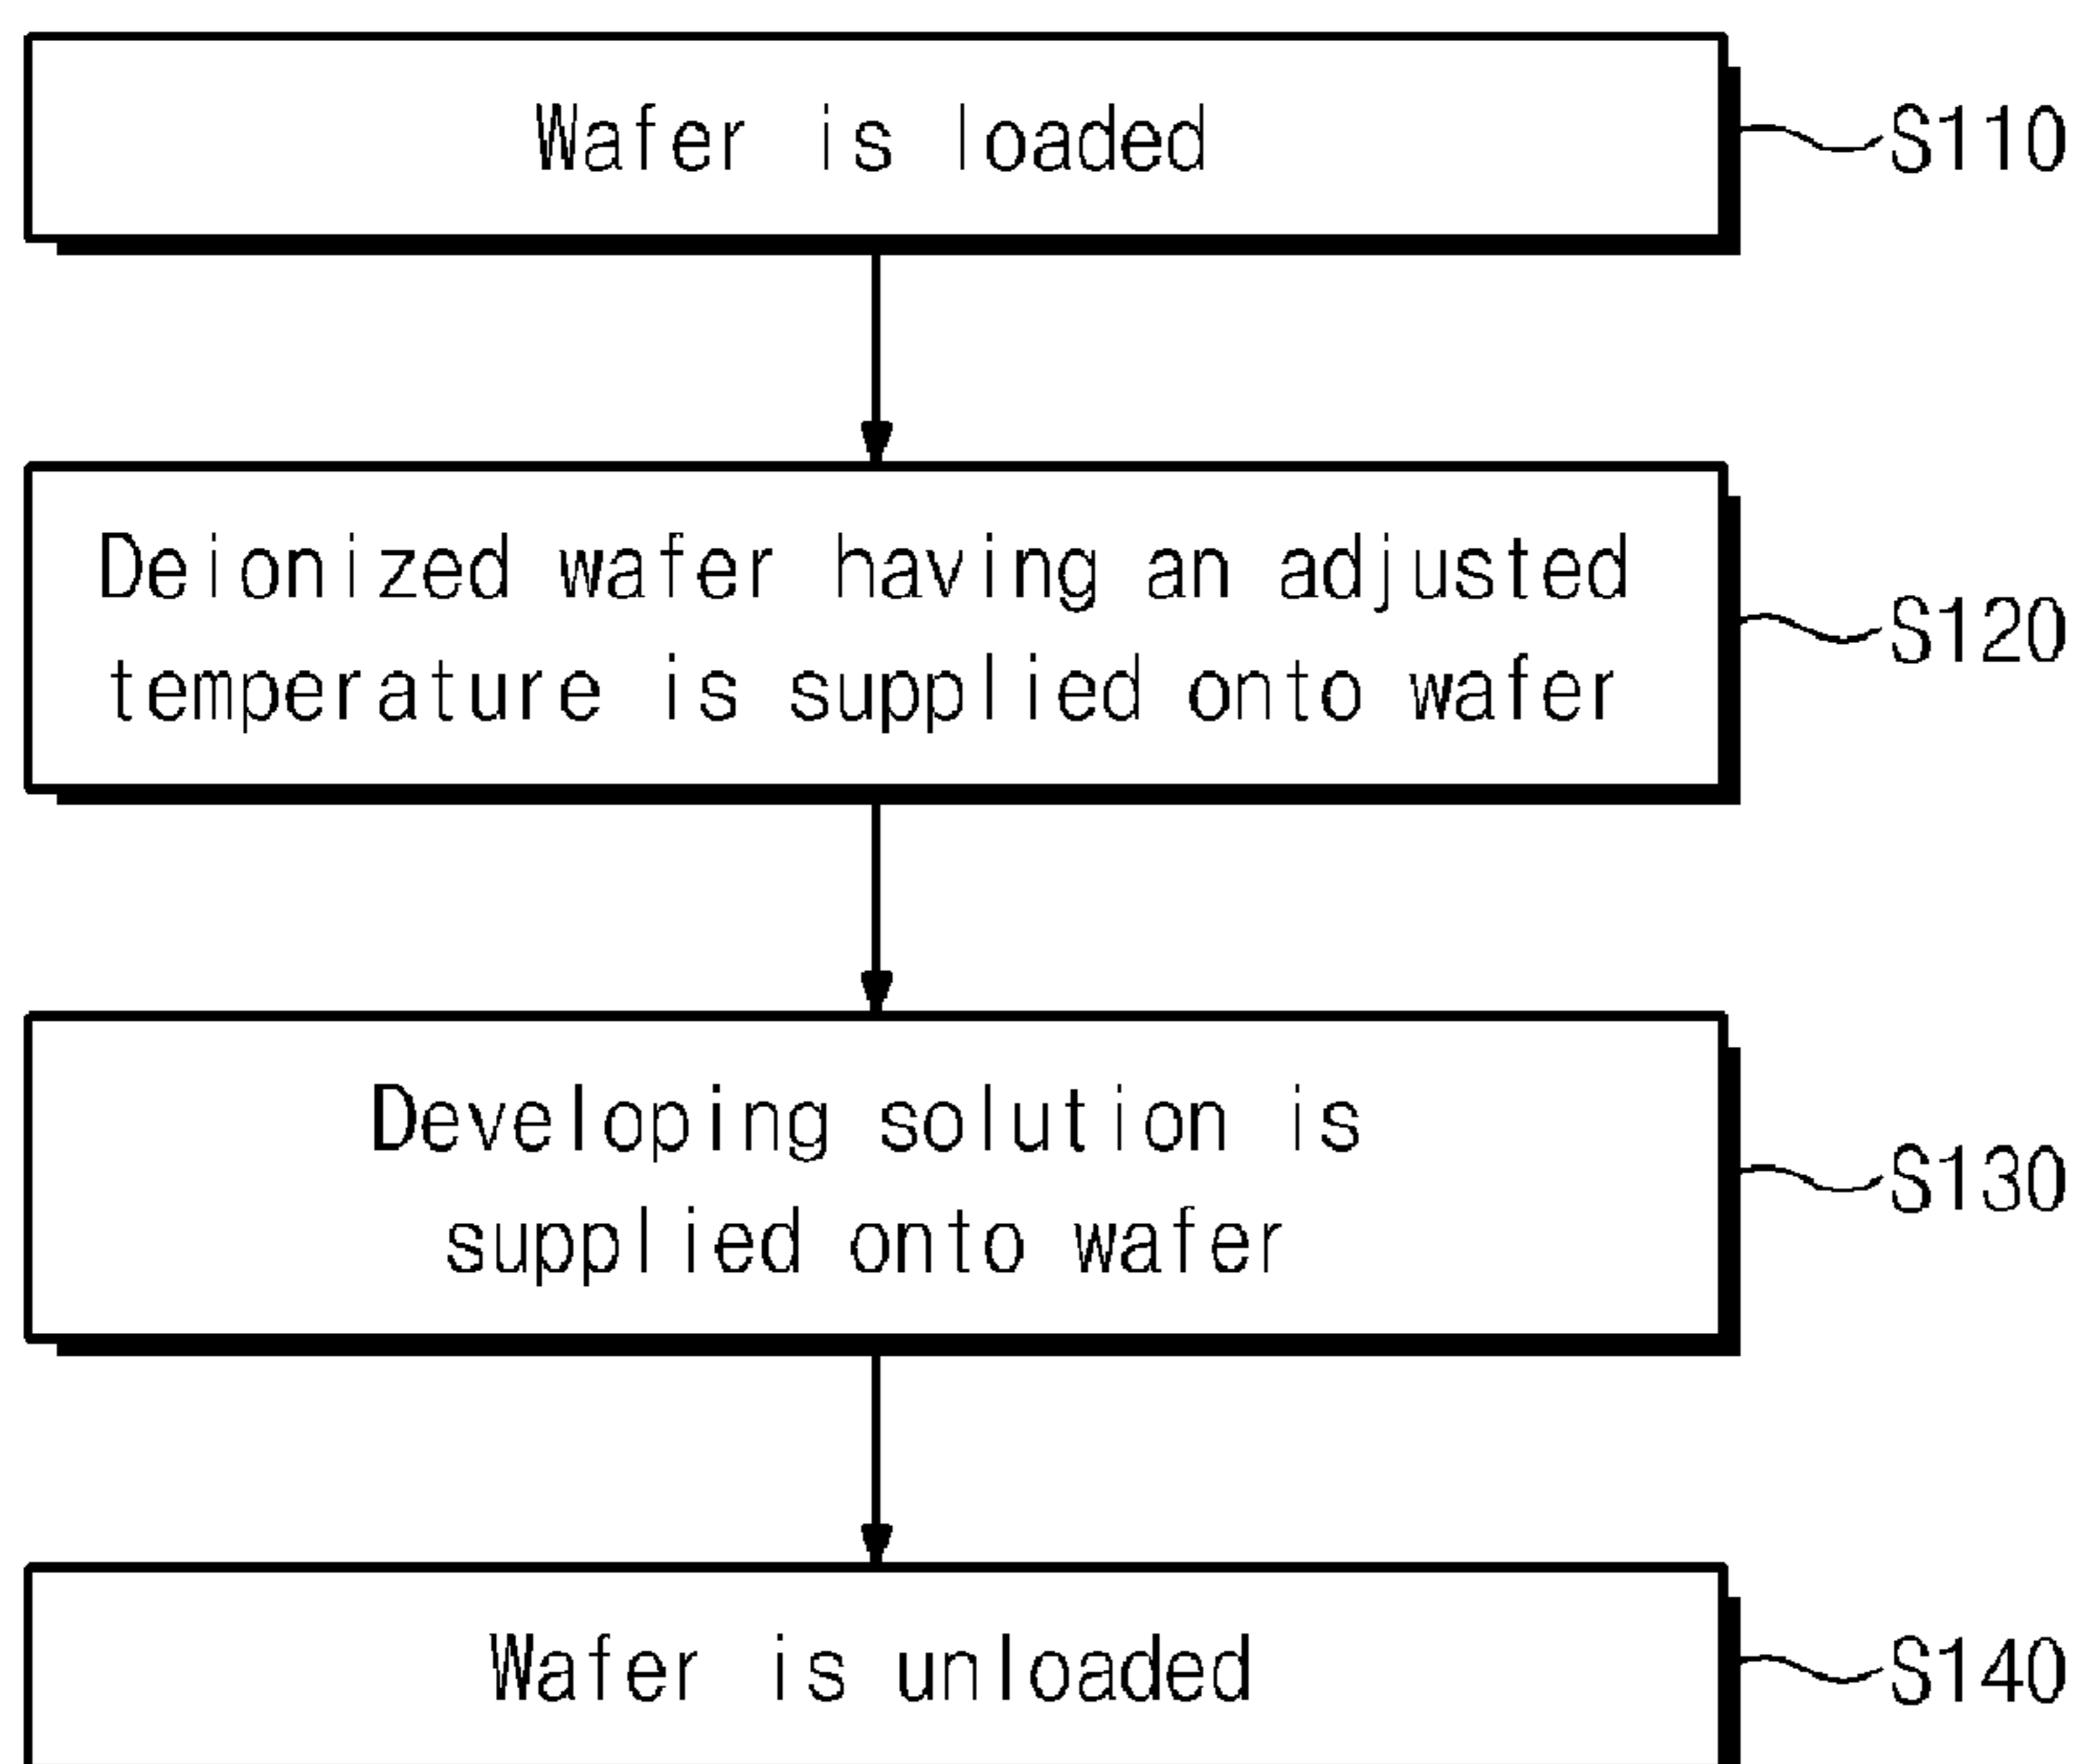 Wafer is loaded
S110
Deionized wafer having an adjusted
temperature is supplied onto wafer
S120
Developing solution is
supplied onto wafer
S130
Wafer is unloaded
S140